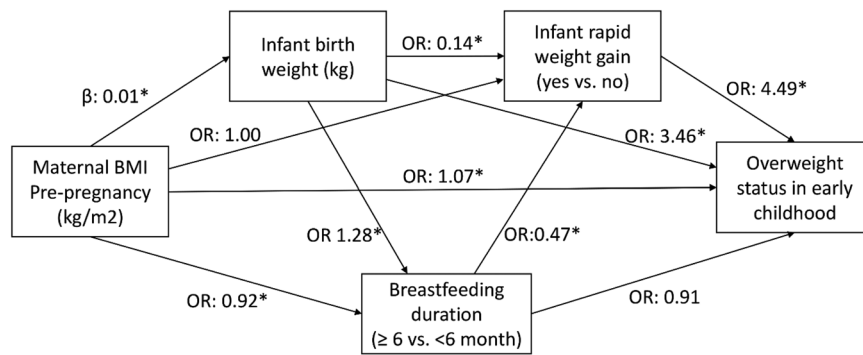 Infant birth
weight (kg)
OR: 0.14*
Infant rapid
weight gain
(yes vs. no)
β: 0.01*
OR: 1.00
OR: 4.49*
OR: 3.46*
Maternal BMI
Pre-pregnancy
(kg/m2)
OR: 1.07*
Overweight
status in early
childhood
OR 1.28*
OR:0.47*
OR: 0.92*
Breastfeeding
duration
(≥ 6 vs. <6 month)
OR: 0.91